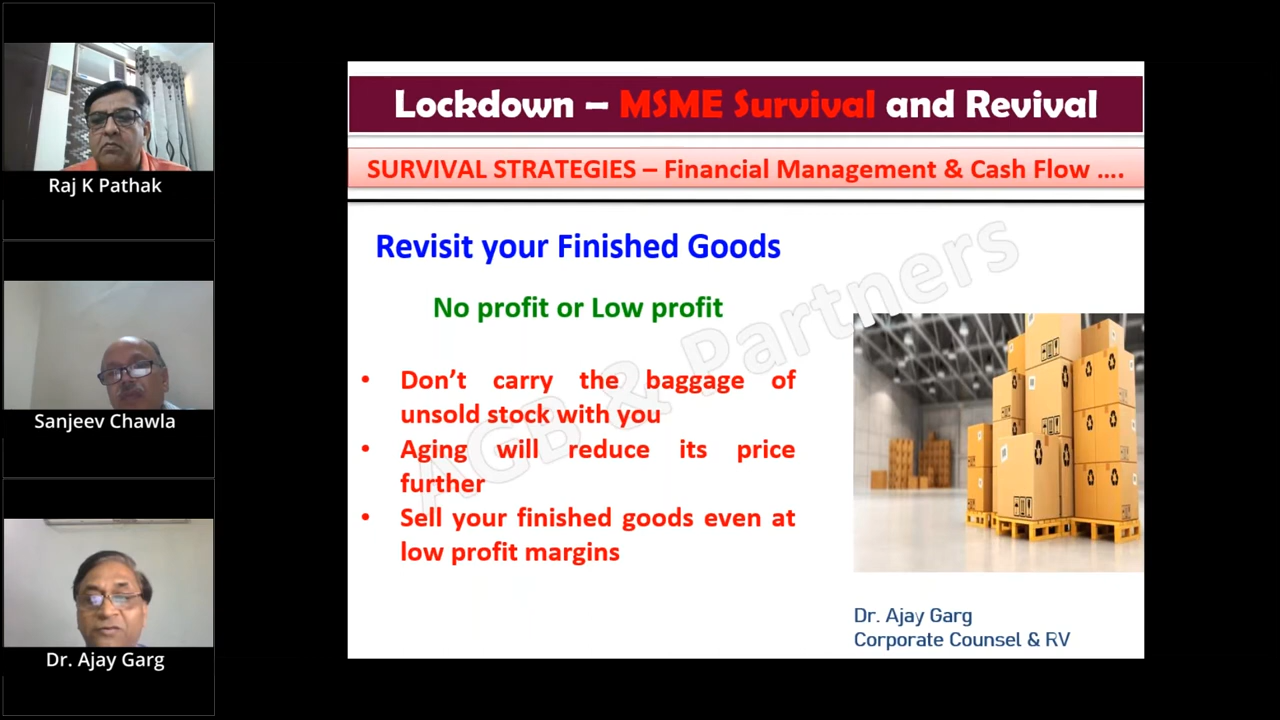 Raj K Pathak
Sanjeev Chawla
Dr. Ajay Garg
Lockdown – MSME Survival and Revival
SURVIVAL STRATEGIES – Financial Management & Cash Flow ....
Revisit your Finished Goods
No profit or Low profit
• Don’t carry the baggage of
unsold stock with you
• Aging will reduce its price
further
• Sell your finished goods even at
low profit margins
AGB & Partners
Dr. Ajay Garg
Corporate Counsel & RV